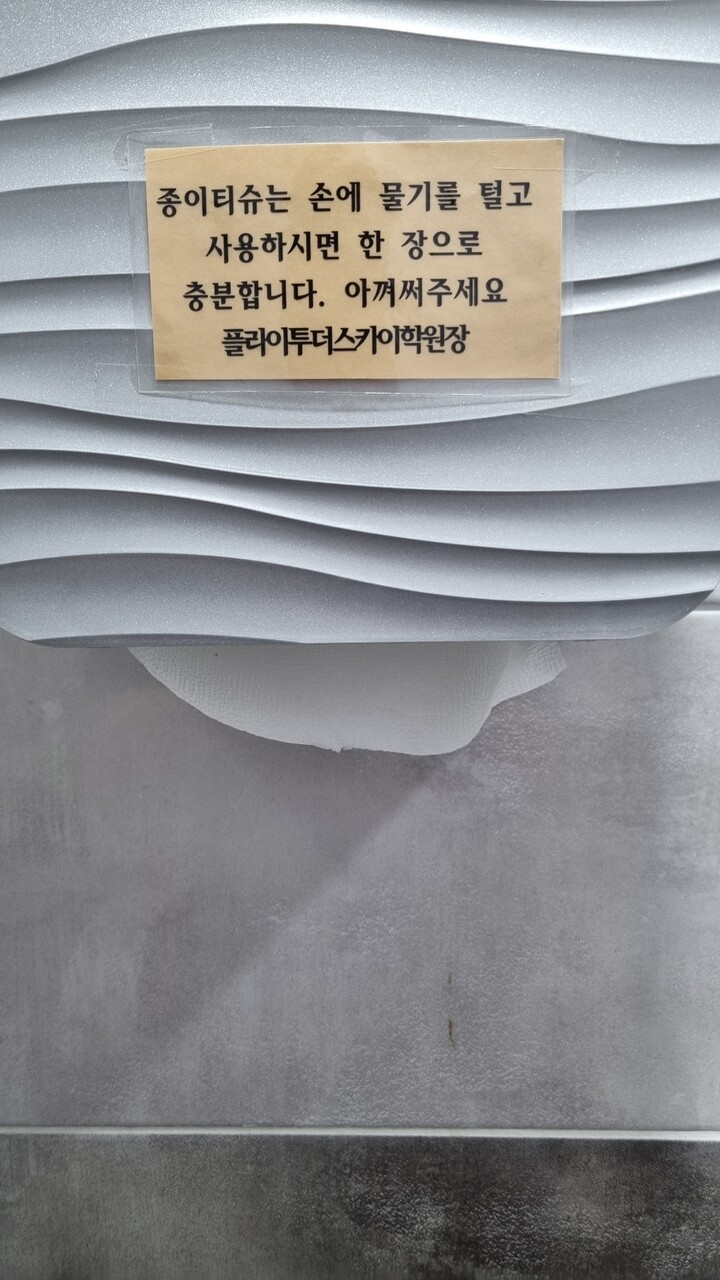 종이티슈는 손에 물기를 털고
사용하시면 한 장으로
충분합니다. 아껴써주세요
플라이투더스카이학원장